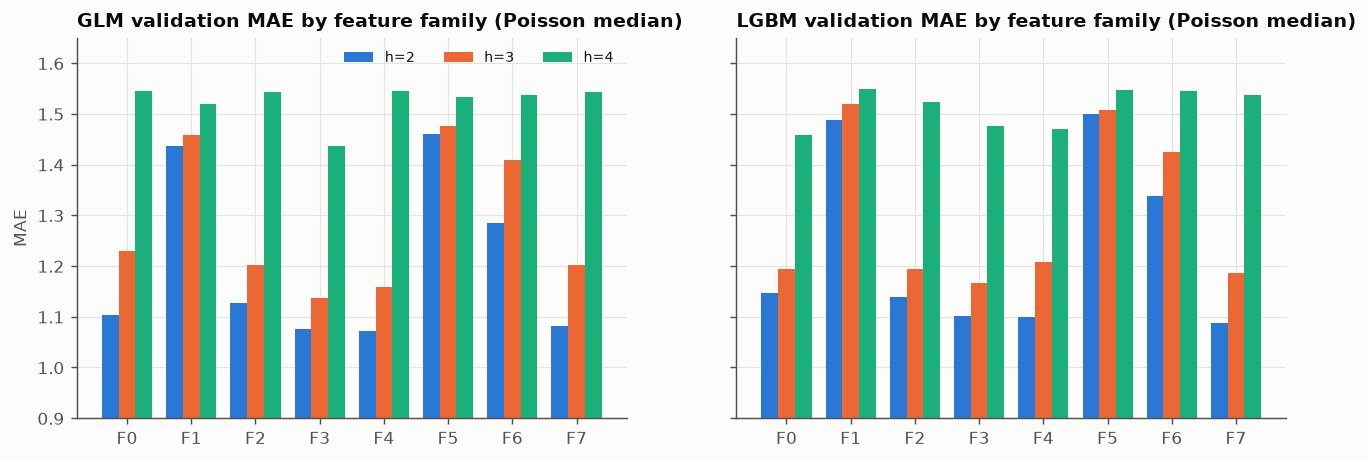 GLM validation MAE by feature family (Poisson median)
h=2 h=3 h=4
MAE
1.6
1.5
1.4
1.3
1.2
1.1
1.0
0.9
F0 F1 F2 F3 F4 F5 F6 F7
LGBM validation MAE by feature family (Poisson median)
F0 F1 F2 F3 F4 F5 F6 F7